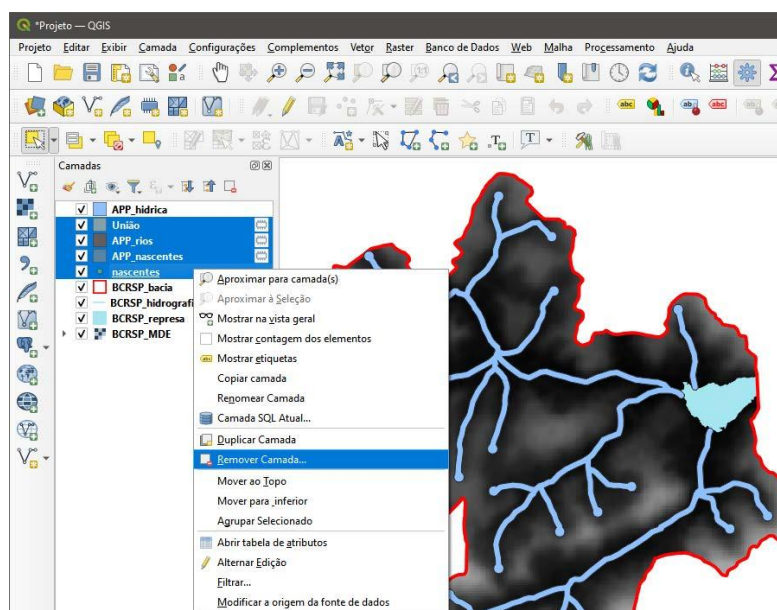 *Projeto — QGIS
Projeto Editar Exibir Camada Configurações Complementos Vetor Raster Banco de Dados Web Malha Processamento Ajuda
Camadas
APP_hidrica
União
APP_rios
APP_nascentes
nascentes
BCRSP_bacia
BCRSP_hidrografi
BCRSP_represa
BCRSP_MDE
Aproximar para camada(s)
Aproximar à Seleção
Mostrar na vista geral
Mostrar contagem dos elementos
Mostrar etiquetas
Copiar camada
Renomear Camada
Camada SQL Atual...
Duplicar Camada
Remover Camada...
Mover ao Topo
Mover para _inferior
Agrupar Selecionado
Abrir tabela de atributos
Alternar Edição
Filtrar...
Modificar a origem da fonte de dados